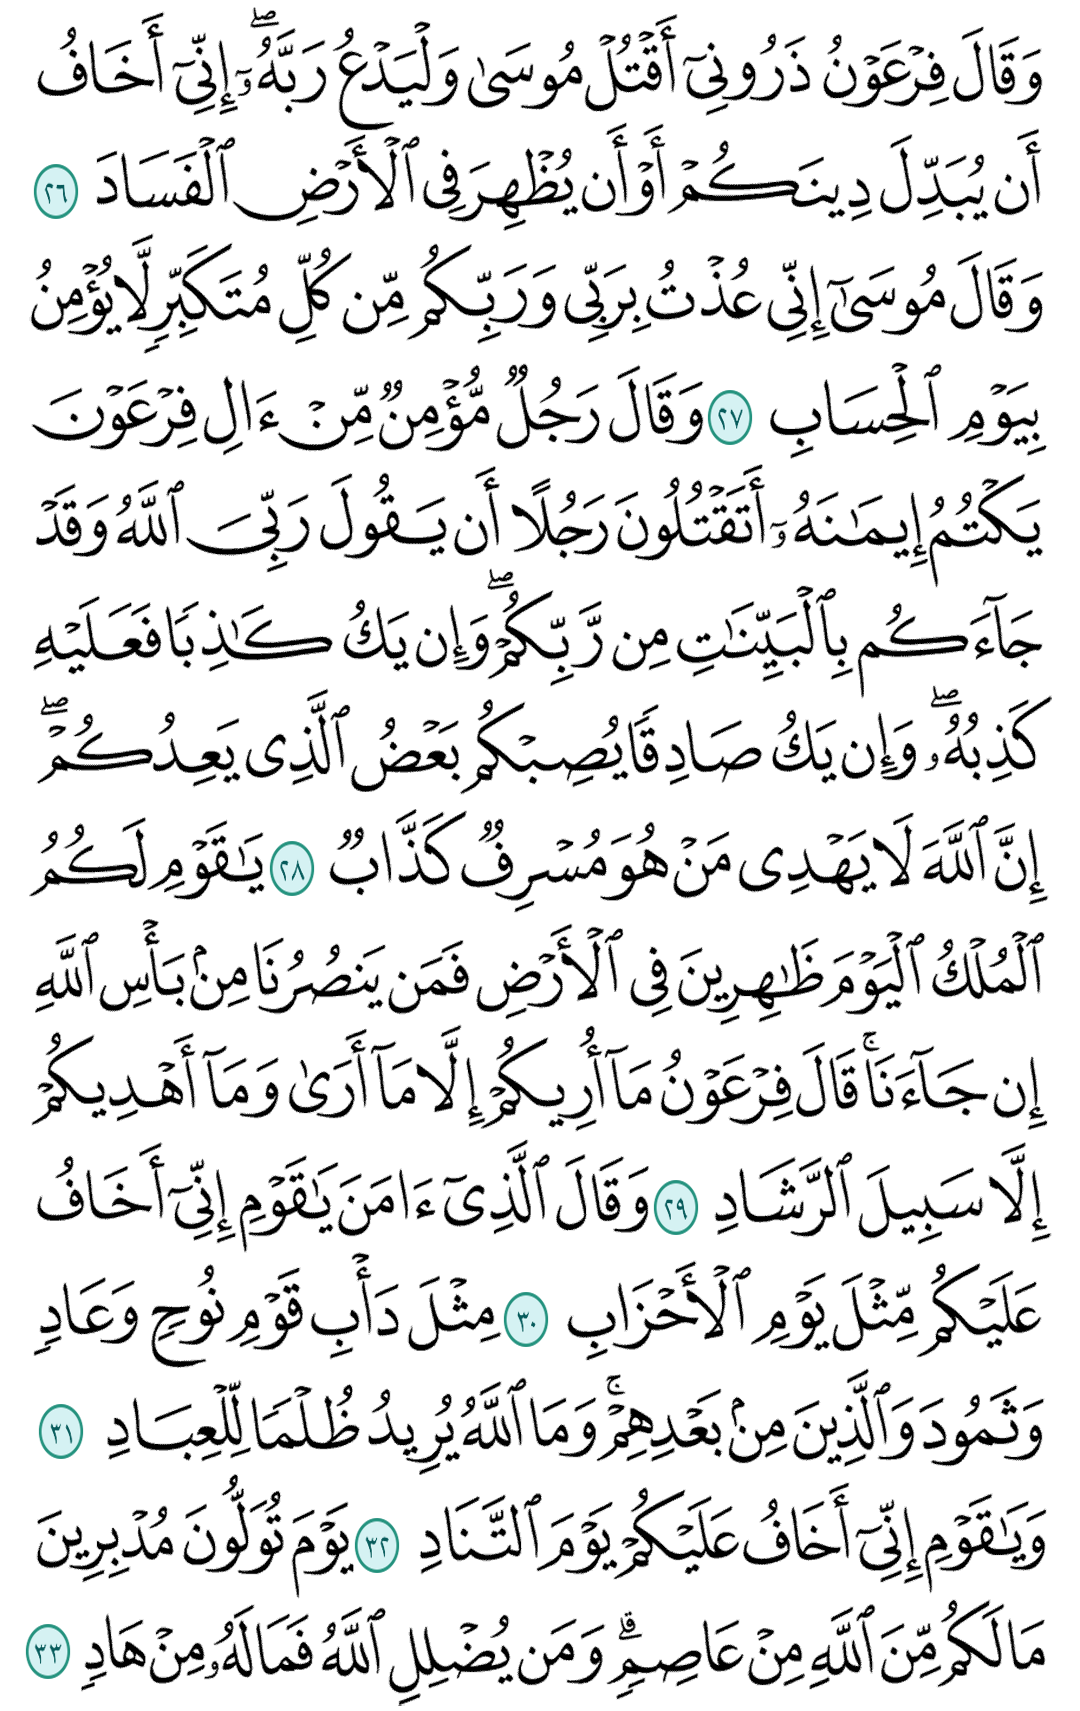 وَقَالَ فِرْعَوْنُ ذَرُونِىٓ أَقْتُلْ مُوسَىٰ وَلْيَدْعُ رَبَّهُۥٓ ۖ إِنِّىٓ أَخَافُ
أَن يُبَدِّلَ دِينَكُمْ أَوْ أَن يُظْهِرَ فِى ٱلْأَرْضِ ٱلْفَسَادَ ٢٦
وَقَالَ مُوسَىٰٓ إِنِّى عُذْتُ بِرَبِّى وَرَبِّكُم مِّن كُلِّ مُتَكَبِّرٍ لَّا يُؤْمِنُ
بِيَوْمِ ٱلْحِسَابِ ٢٧ وَقَالَ رَجُلٌ مُّؤْمِنٌ مِّنْ ءَالِ فِرْعَوْنَ
يَكْتُمُ إِيمَـٰنَهُۥٓ أَتَقْتُلُونَ رَجُلًا أَن يَقُولَ رَبِّىَ ٱللَّهُ وَقَدْ
جَآءَكُم بِٱلْبَيِّنَـٰتِ مِن رَّبِّكُمْ ۖ وَإِن يَكُ كَـٰذِبًا فَعَلَيْهِ
كَذِبُهُۥ ۖ وَإِن يَكُ صَادِقًا يُصِبْكُم بَعْضُ ٱلَّذِى يَعِدُكُمْ ۖ
إِنَّ ٱللَّهَ لَا يَهْدِى مَنْ هُوَ مُسْرِفٌ كَذَّابٌ ٢٨ يَـٰقَوْمِ لَكُمُ
ٱلْمُلْكُ ٱلْيَوْمَ ظَـٰهِرِينَ فِى ٱلْأَرْضِ فَمَن يَنصُرُنَا مِنۢ بَأْسِ ٱللَّهِ
إِن جَآءَنَا ۚ قَالَ فِرْعَوْنُ مَآ أُرِيكُمْ إِلَّا مَآ أَرَىٰ وَمَآ أَهْدِيكُمْ
إِلَّا سَبِيلَ ٱلرَّشَادِ ٢٩ وَقَالَ ٱلَّذِىٓ ءَامَنَ يَـٰقَوْمِ إِنِّىٓ أَخَافُ
عَلَيْكُم مِّثْلَ يَوْمِ ٱلْأَحْزَابِ ٣٠ مِثْلَ دَأْبِ قَوْمِ نُوحٍ وَعَادٍ
وَثَمُودَ وَٱلَّذِينَ مِنۢ بَعْدِهِمْ ۚ وَمَا ٱللَّهُ يُرِيدُ ظُلْمًا لِّلْعِبَادِ ٣١
وَيَـٰقَوْمِ إِنِّىٓ أَخَافُ عَلَيْكُمْ يَوْمَ ٱلتَّنَادِ ٣٢ يَوْمَ تُوَلُّونَ مُدْبِرِينَ
مَا لَكُم مِّنَ ٱللَّهِ مِنْ عَاصِمٍ ۗ وَمَن يُضْلِلِ ٱللَّهُ فَمَا لَهُۥ مِنْ هَادٍ ٣٣